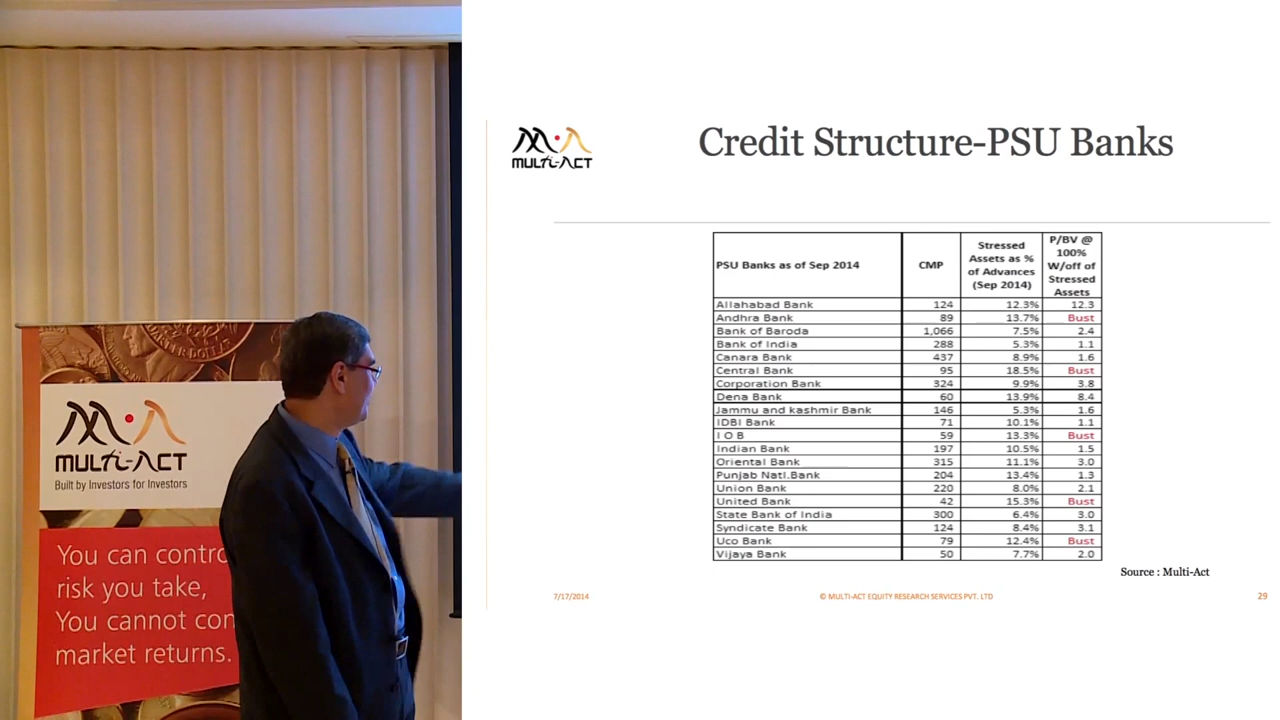 MULTi-ACT
Built by Investors for Investors
You can contro
risk you take,
You cannot con
market returns.
QUARTER DOLLAR
MULTi-ACT
Credit Structure-PSU Banks
PSU Banks as of Sep 2014 CMP Stressed Assets as % of Advances (Sep 2014) P/BV @ 100% W/off of Stressed Assets
Allahabad Bank 124 12.3% 12.3
Andhra Bank 89 13.7% Bust
Bank of Baroda 1,066 7.5% 2.4
Bank of India 288 5.3% 1.1
Canara Bank 437 8.9% 1.6
Central Bank 95 18.5% Bust
Corporation Bank 324 9.9% 3.8
Dena Bank 60 13.9% 8.4
Jammu and kashmir Bank 146 5.3% 1.6
IDBI Bank 71 10.1% 1.1
I O B 59 13.3% Bust
Indian Bank 197 10.5% 1.5
Oriental Bank 315 11.1% 3.0
Punjab Natl.Bank 204 13.4% 1.3
Union Bank 220 8.0% 2.1
United Bank 42 15.3% Bust
State Bank of India 300 6.4% 3.0
Syndicate Bank 124 8.4% 3.1
Uco Bank 79 12.4% Bust
Vijaya Bank 50 7.7% 2.0
Source : Multi-Act
7/17/2014 © MULTI-ACT EQUITY RESEARCH SERVICES PVT. LTD 29